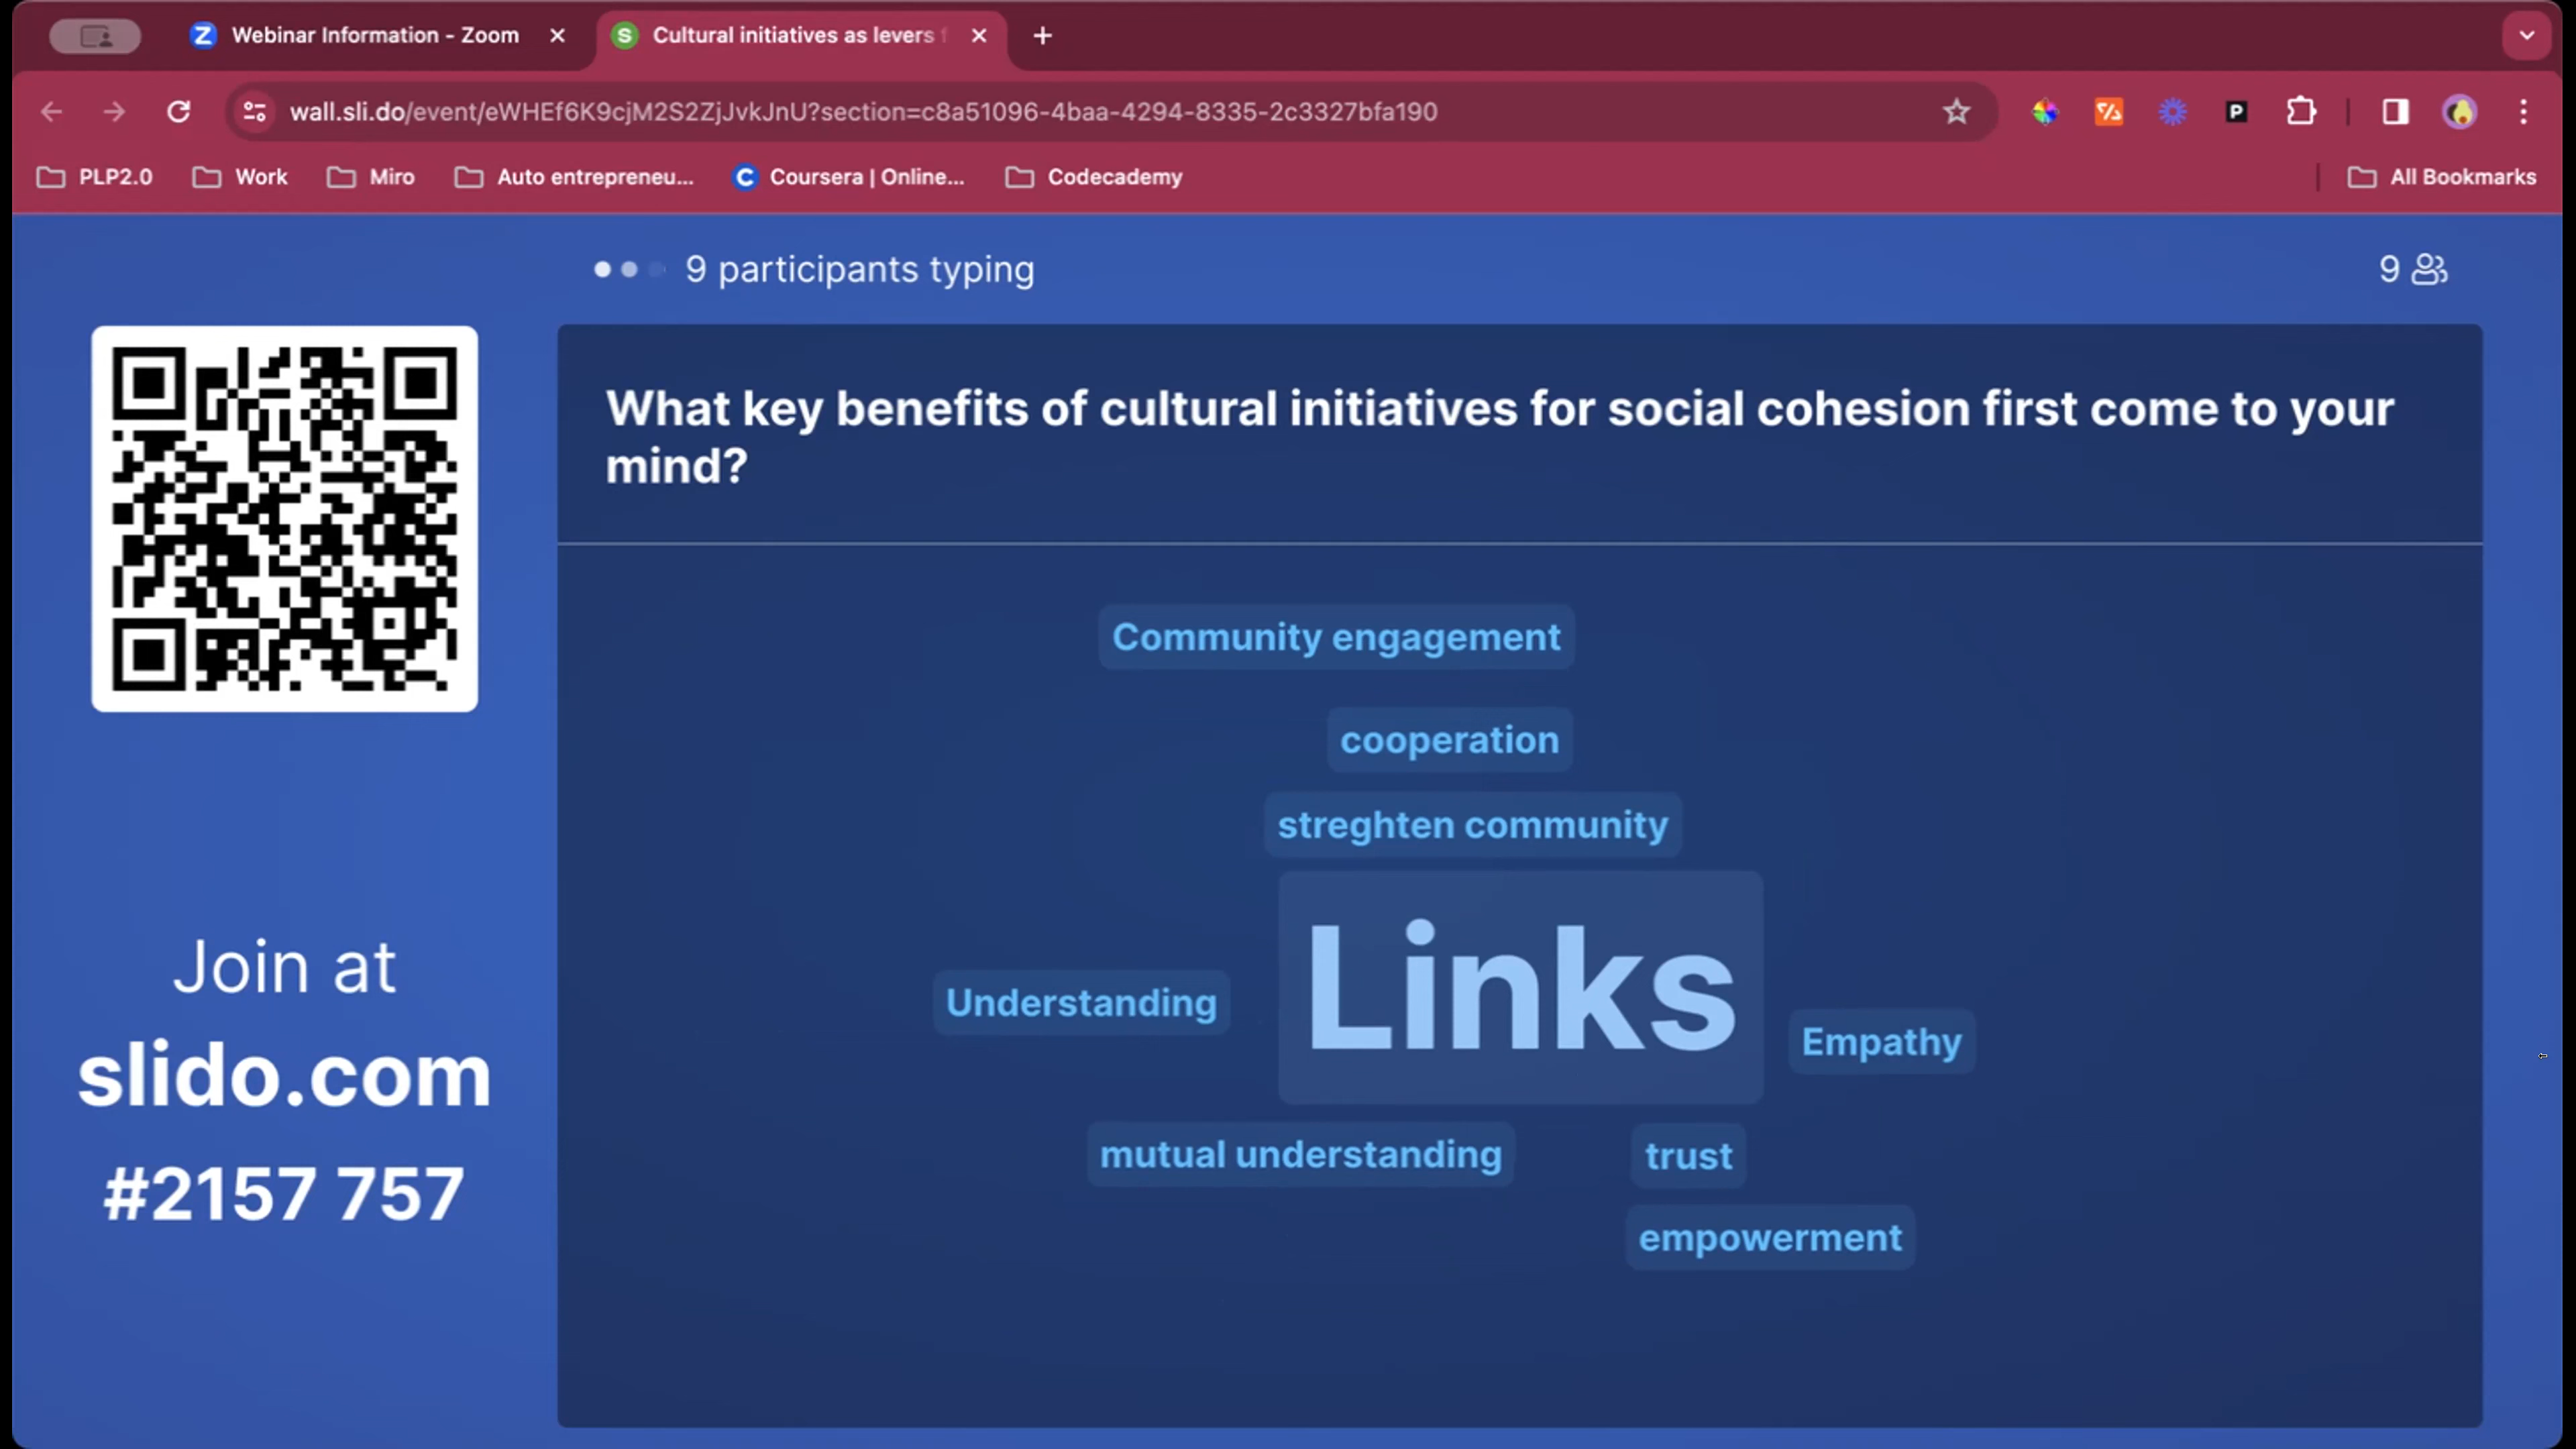 Webinar Information - Zoom
Cultural initiatives as levers
wall.sli.do/event/eWHEf6K9cjM2S2ZjJvkJnU?section=c8a51096-4baa-4294-8335-2c3327bfa190
PLP2.0
Work
Miro
Auto entrepreneu...
Coursera | Online...
Codecademy
All Bookmarks
9 participants typing
9
What key benefits of cultural initiatives for social cohesion first come to your
mind?
Community engagement
cooperation
streghten community
Links
Understanding
Empathy
mutual understanding
trust
empowerment
Join at
slido.com
#2157 757